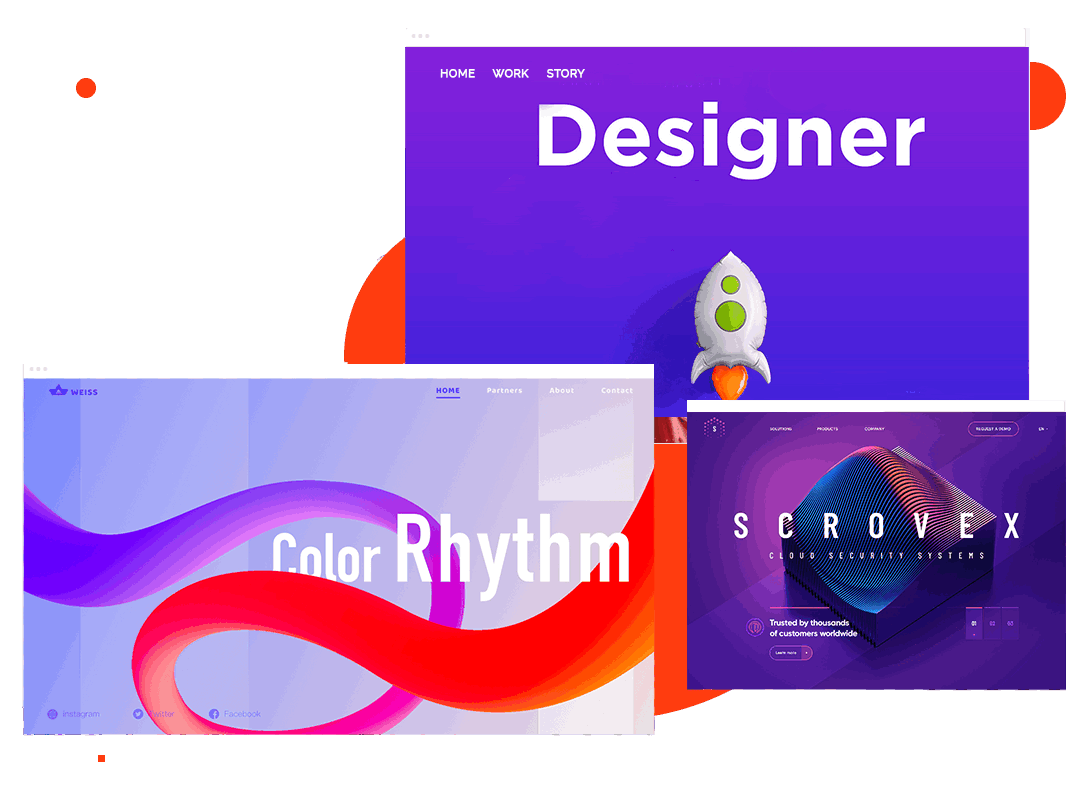 HOME WORK STORY
Designer
WEISS
HOME Partners About Contact
Color Rhythm
Instagram Twitter Facebook
S
SOLUTIONS PRODUCTS COMPANY REQUEST A DEMO EN
SCROVEX
CLOUD SECURITY SYSTEMS
Trusted by thousands
of customers worldwide
Learn more
01 02 03